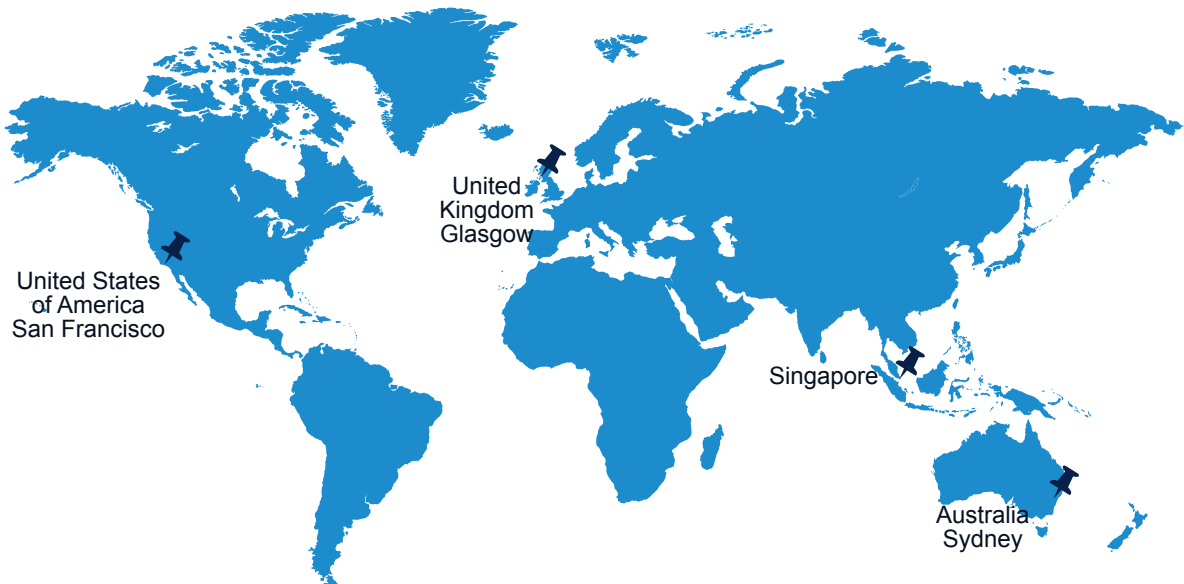 United
Kingdom
Glasgow
United States
of America
San Francisco
Singapore
Australia
Sydney